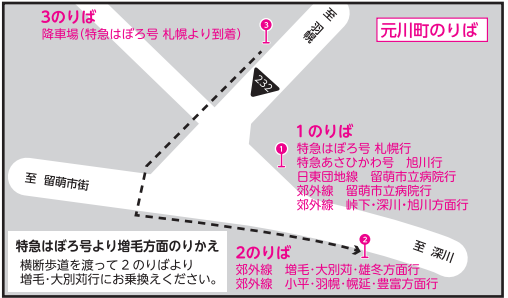 3のりば
降車場(特急はぼろ号 札幌より到着)
3
至 羽幌
元川町のりば
232
1のりば
1
特急はぼろ号 札幌行
特急あさひかわ号 旭川行
日東団地線 留萌市立病院行
郊外線 留萌市立病院行
郊外線 峠下・深川・旭川方面行
至 留萌市街
特急はぼろ号より増毛方面のりかえ
横断歩道を渡って2のりばより
増毛・大別苅行にお乗換えください。
2のりば
2
郊外線 増毛・大別苅・雄冬方面行
郊外線 小平・羽幌・幌延・豊富方面行
至 深川